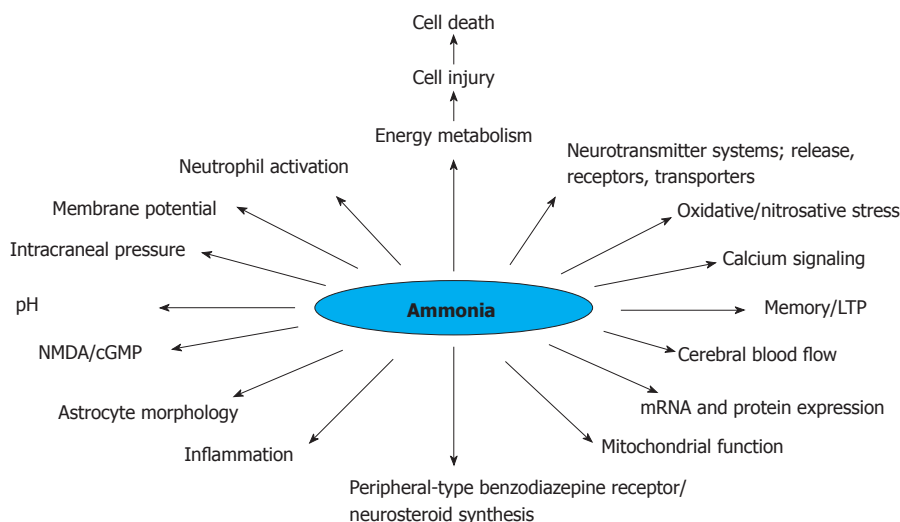 Cell death
Cell injury
Energy metabolism
Neurotransmitter systems; release,
receptors, transporters
Neutrophil activation
Membrane potential
Oxidative/nitrosative stress
Intracraneal pressure
Calcium signaling
pH
Ammonia
Memory/LTP
NMDA/cGMP
Cerebral blood flow
Astrocyte morphology
mRNA and protein expression
Inflammation
Mitochondrial function
Peripheral-type benzodiazepine receptor/
neurosteroid synthesis